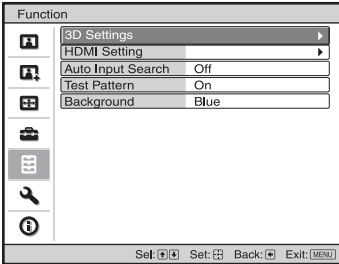 Function
3D Settings
HDMI Setting
Auto Input Search Off
Test Pattern On
Background Blue
Sel: Set: Back: Exit: MENU